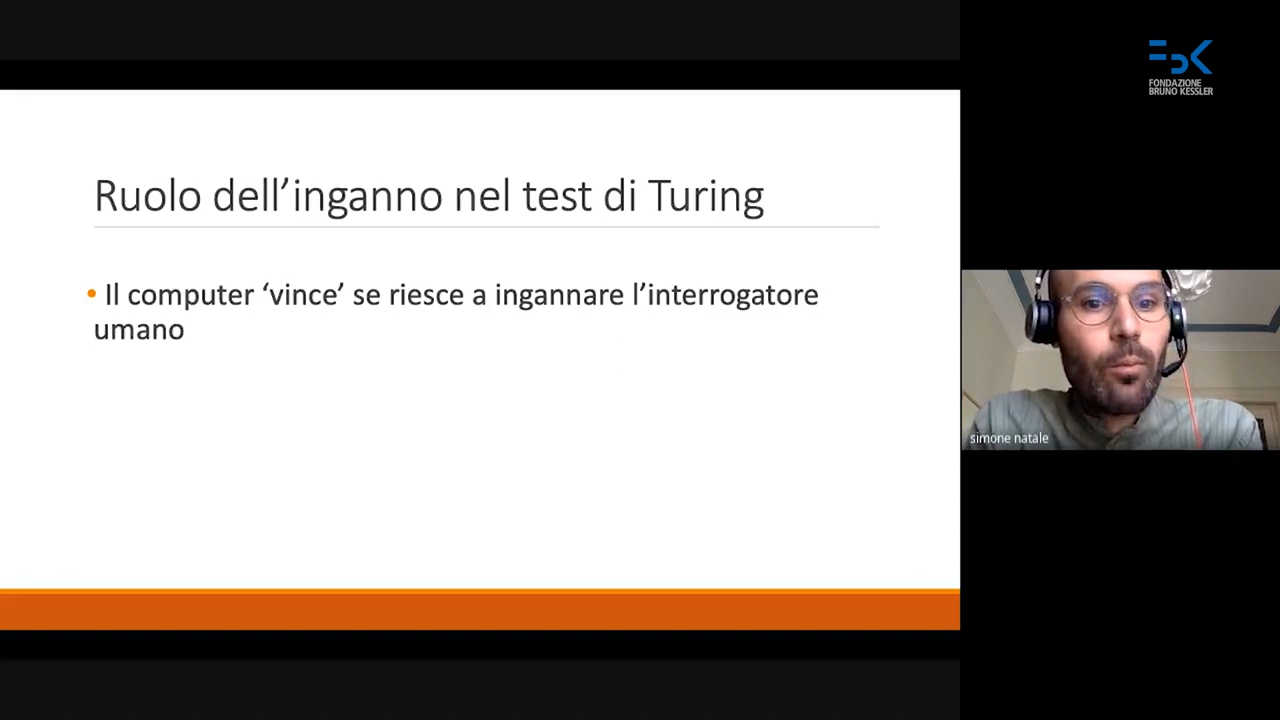 Ruolo dell’inganno nel test di Turing
• Il computer ‘vince’ se riesce a ingannare l’interrogatore
umano
FONDAZIONE
BRUNO KESSLER
simone natale